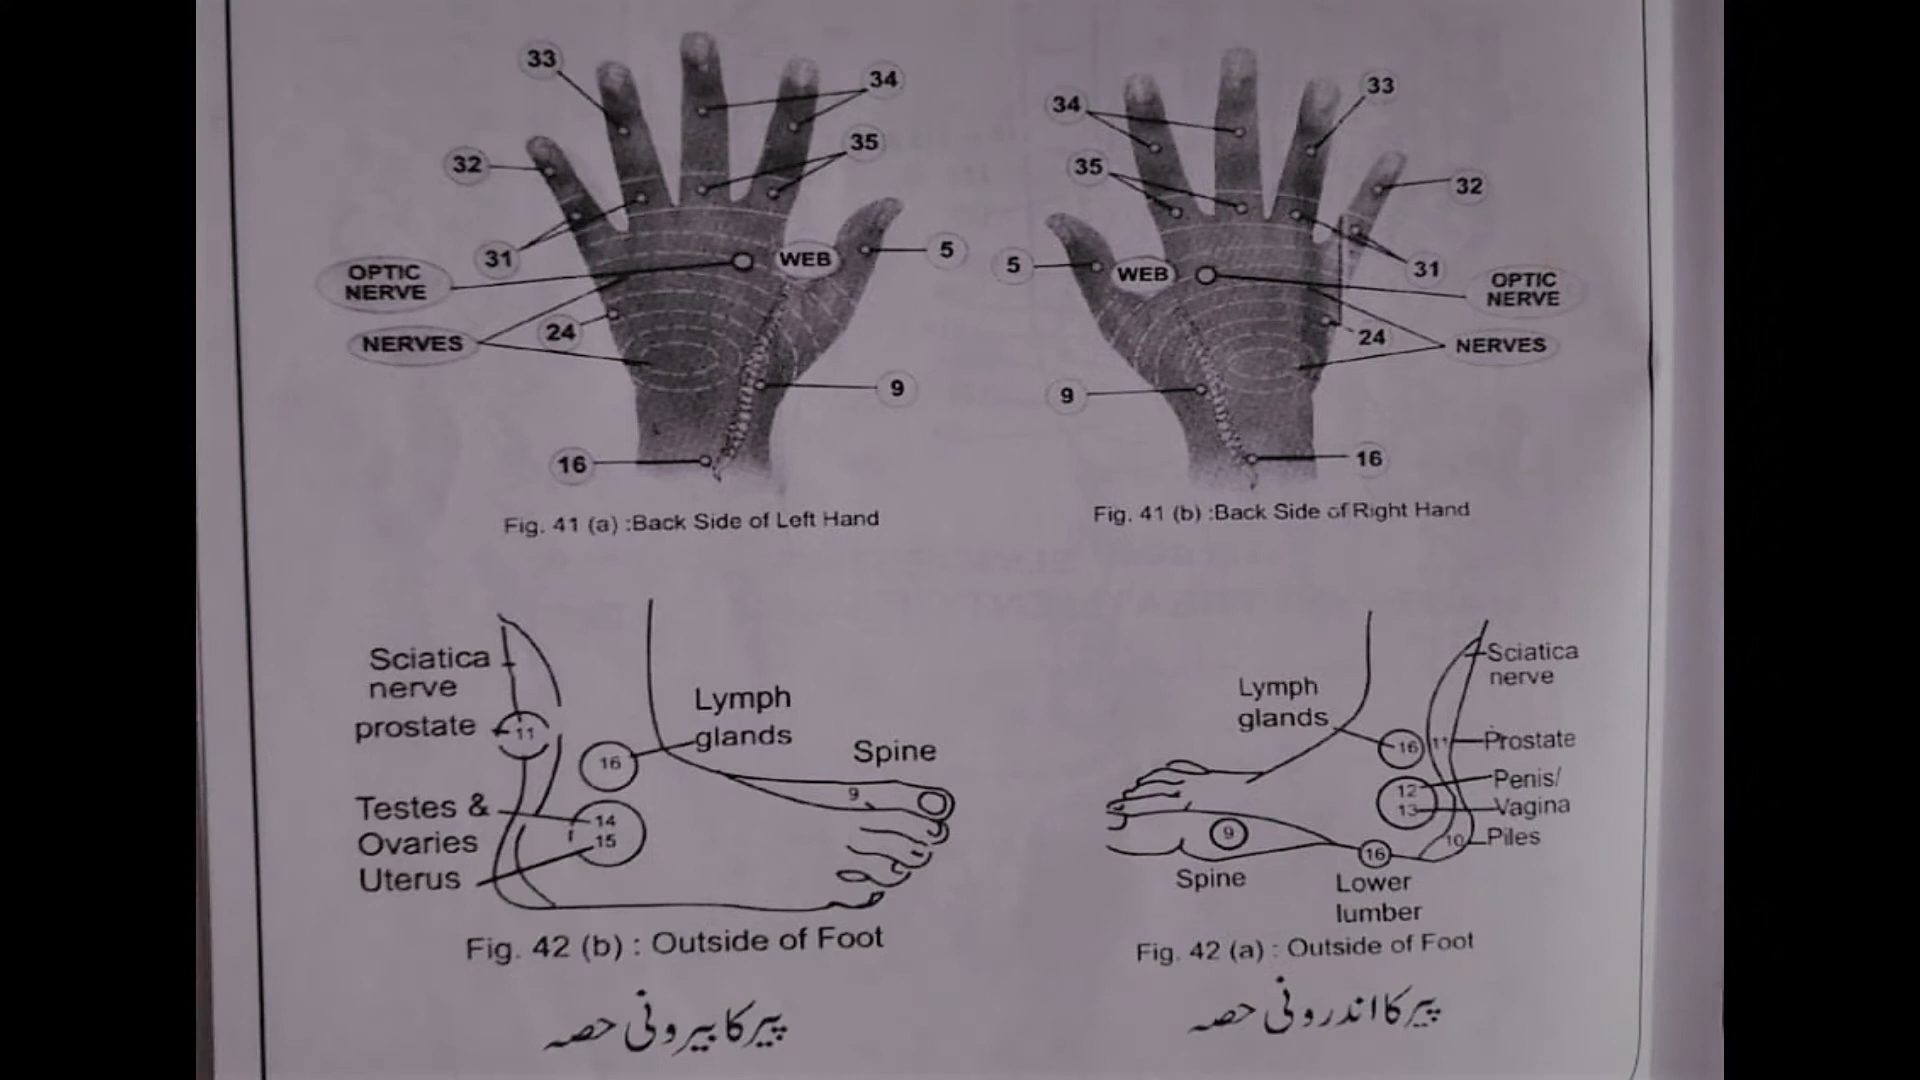 33
34
35
32
31
5
WEB
OPTIC
NERVE
24
NERVES
9
16
Fig. 41 (a) :Back Side of Left Hand
33
34
35
32
31
5
WEB
OPTIC
NERVE
24
NERVES
9
16
Fig. 41 (b) :Back Side of Right Hand
Sciatica
nerve
prostate
11
Lymph
glands
16
Spine
9
Testes &
Ovaries
Uterus
14
15
Fig. 42 (b) : Outside of Foot
پیر کا بیرونی حصہ
Sciatica
nerve
Lymph
glands
16
11
Prostate
12
13
Penis/
Vagina
10
Piles
9
16
Spine
Lower
lumber
Fig. 42 (a) : Outside of Foot
پیر کا اندرونی حصہ